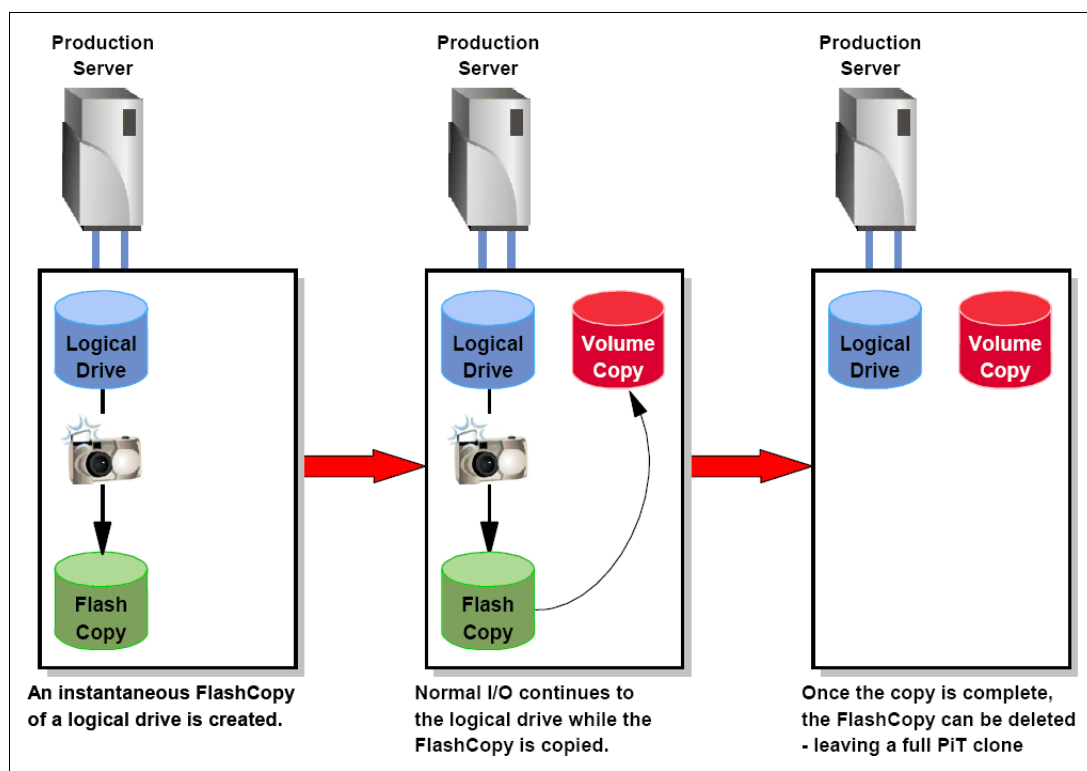 Production
Server
Logical
Drive
Flash
Copy
An instantaneous FlashCopy
of a logical drive is created.
Production
Server
Logical
Drive
Volume
Copy
Flash
Copy
Normal I/O continues to
the logical drive while the
FlashCopy is copied.
Production
Server
Logical
Drive
Volume
Copy
Once the copy is complete,
the FlashCopy can be deleted
- leaving a full PiT clone